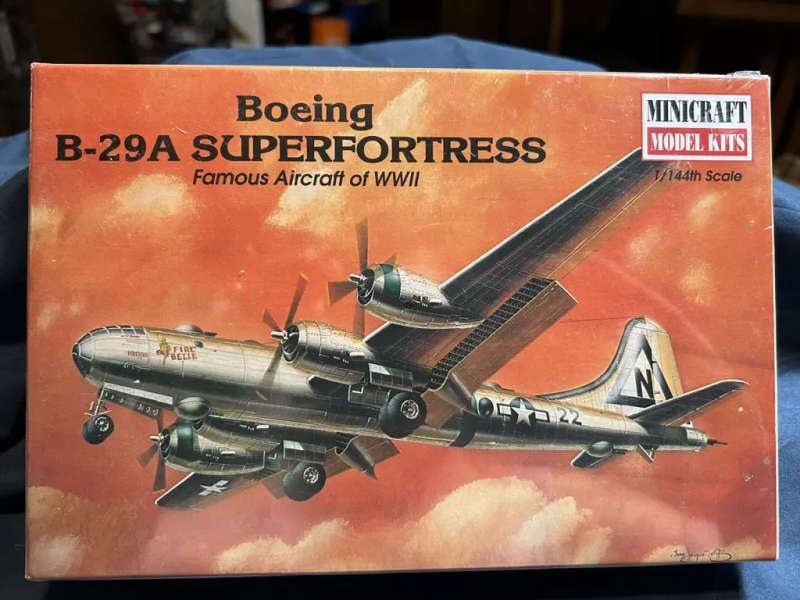 Boeing
B-29A SUPERFORTRESS
Famous Aircraft of WWII
MINICRAFT
MODEL KITS
1/144th Scale
FIRE
BELLE
N
22